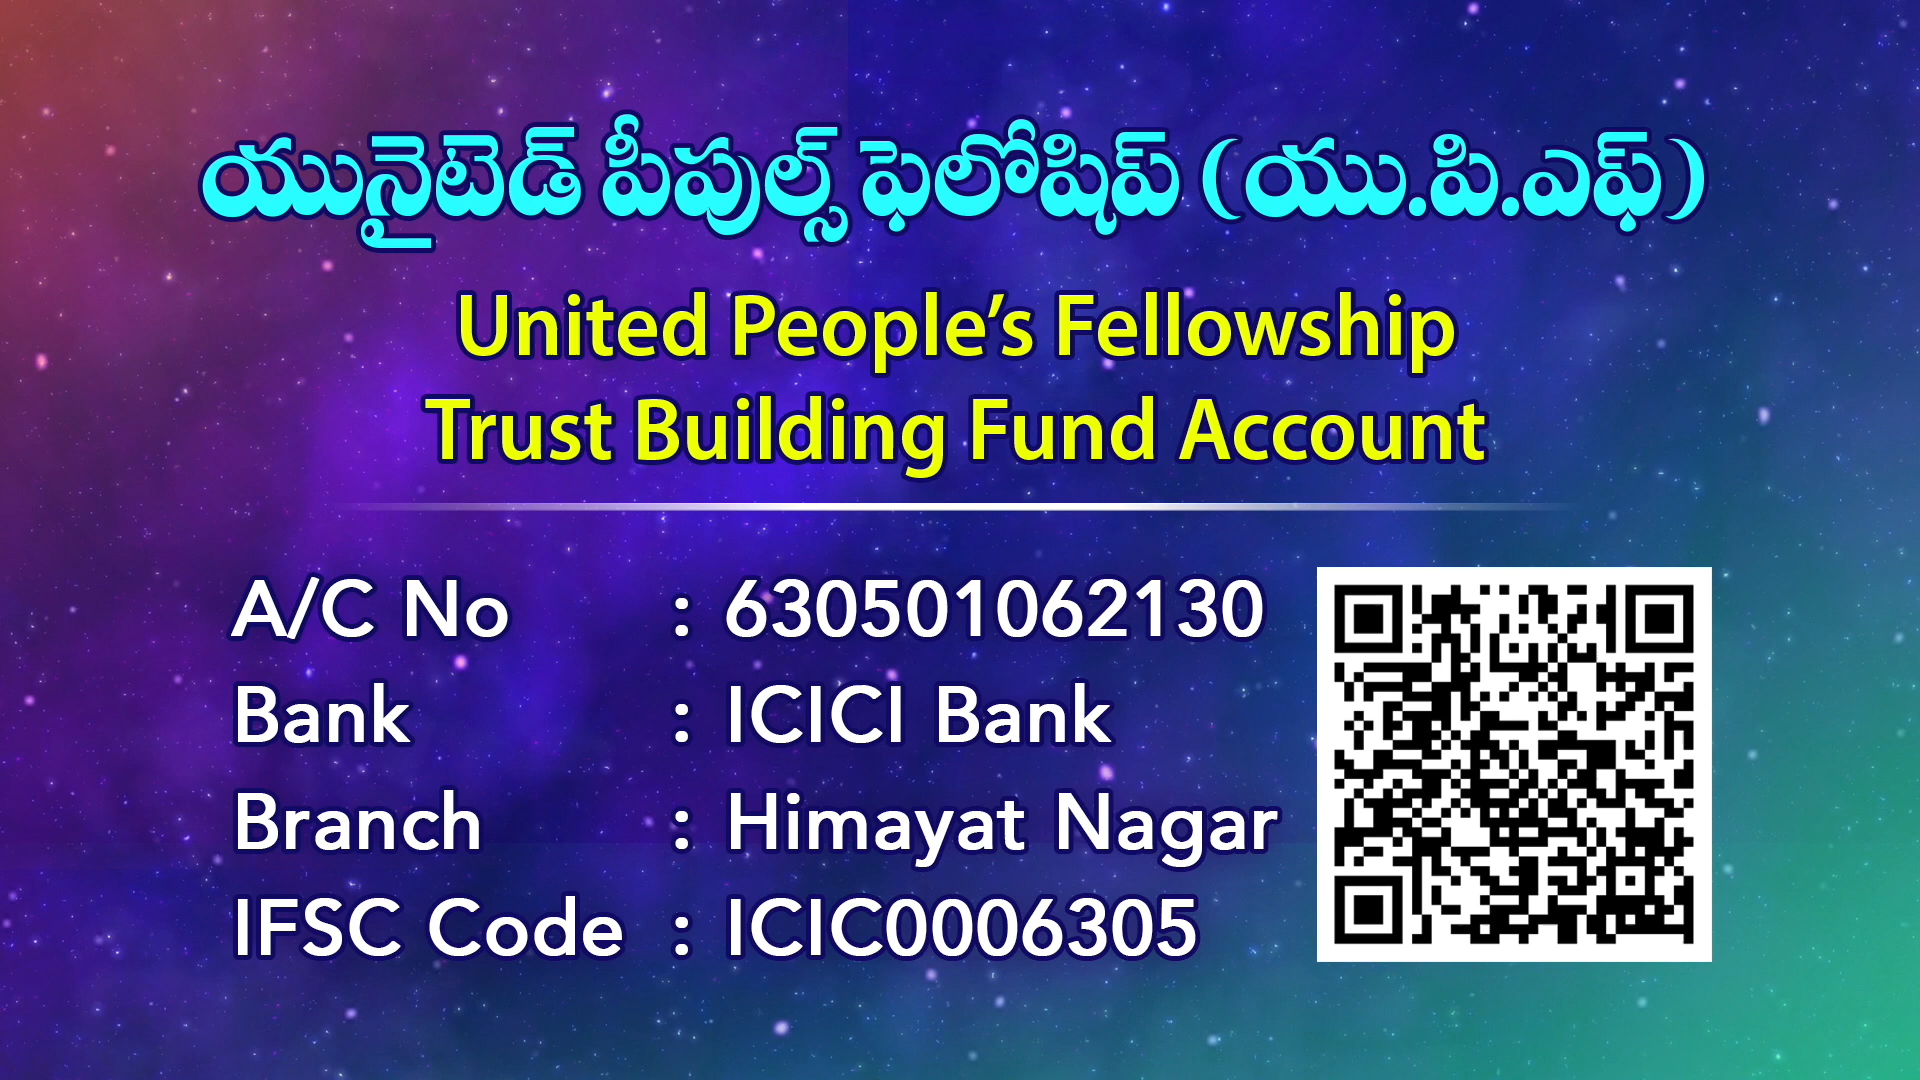 యునైటెడ్ పీపుల్స్ ఫెలోషిప్ (యు.పి.ఎఫ్)
United People’s Fellowship
Trust Building Fund Account
A/C No : 630501062130
Bank : ICICI Bank
Branch : Himayat Nagar
IFSC Code : ICIC0006305